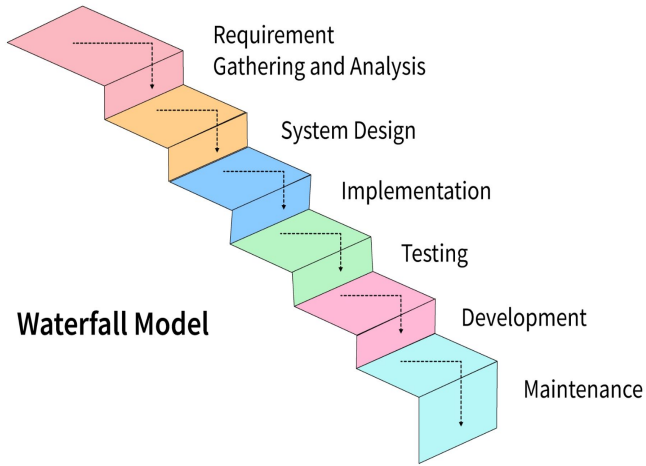 Requirement
Gathering and Analysis
System Design
Implementation
Testing
Development
Maintenance
Waterfall Model